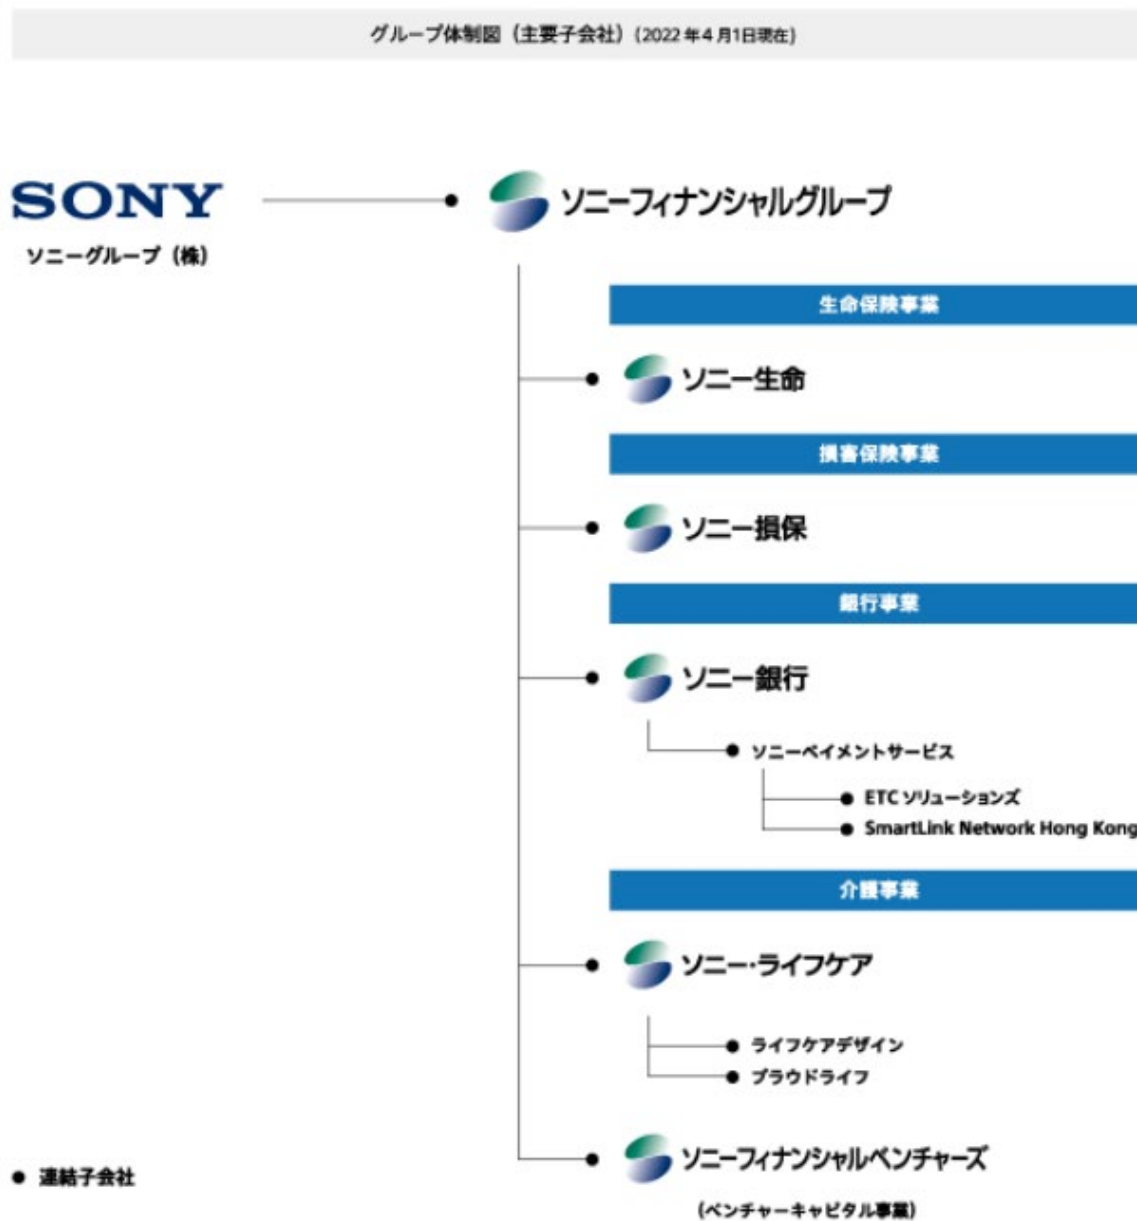 グループ体制図（主要子会社）（2022年4月1日現在）
SONY
ソニーフィナンシャルグループ
ソニーグループ（株）
生命保険事業
ソニー生命
損害保険事業
ソニー損保
銀行事業
ソニー銀行
ソニーペイメントサービス
ETC ソリューションズ
SmartLink Network Hong Kong
介護事業
ソニー・ライフケア
ライフケアデザイン
プラウドライフ
ソニーフィナンシャルベンチャーズ
● 連結子会社
（ベンチャーキャピタル事業）